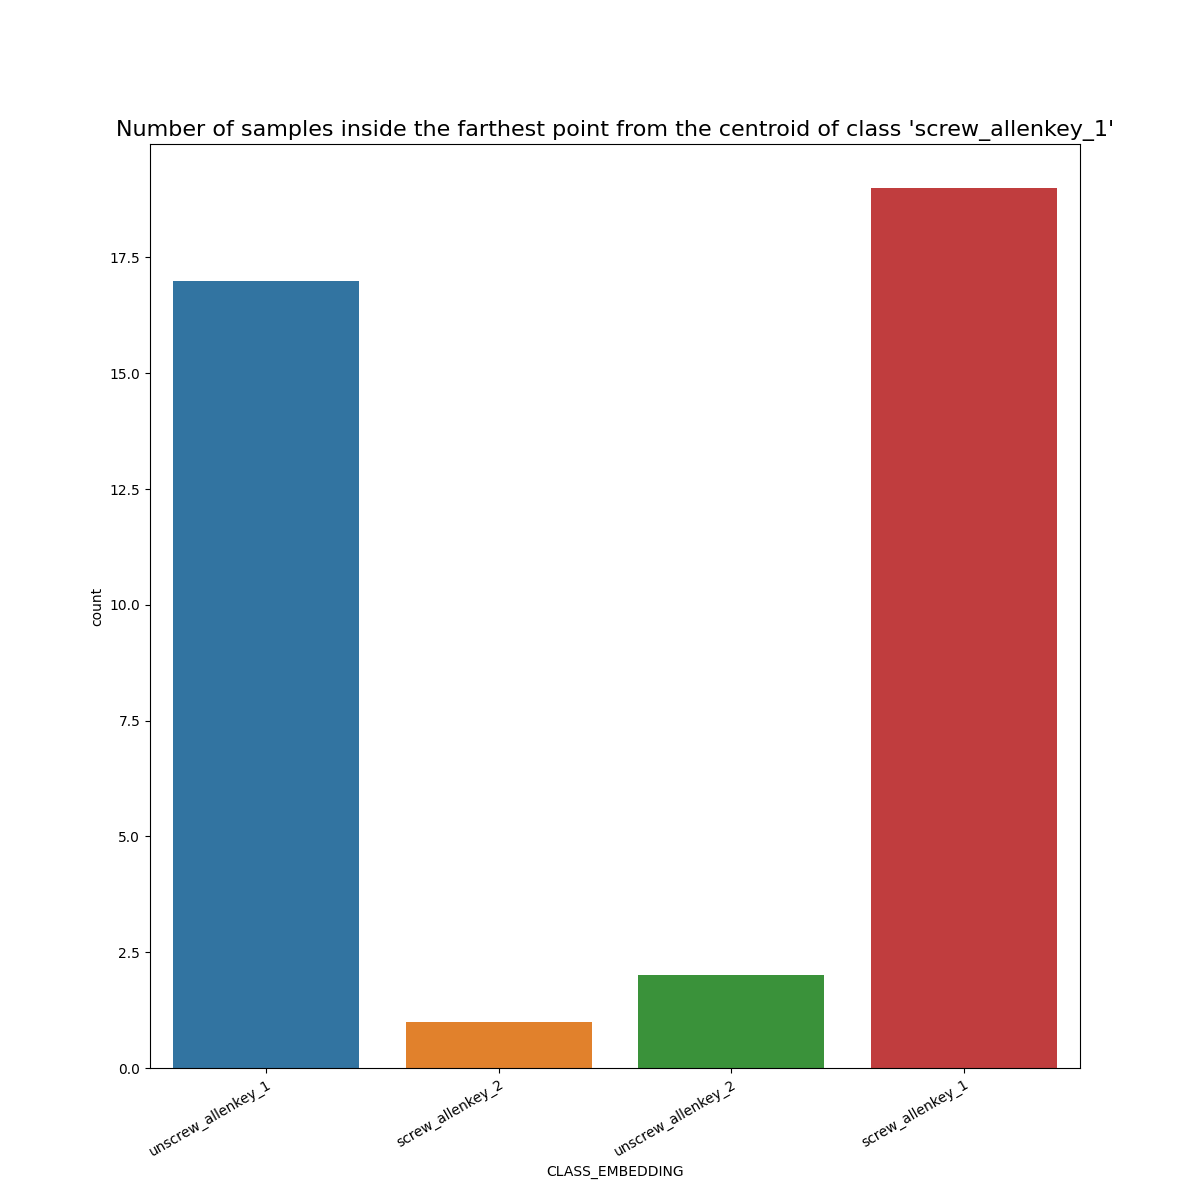 Number of samples inside the farthest point from the centroid of class 'screw_allenkey_1'
17.5
15.0
12.5
10.0
7.5
5.0
2.5
0.0
count
unscrew_allenkey_1
screw_allenkey_2
unscrew_allenkey_2
screw_allenkey_1
CLASS_EMBEDDING